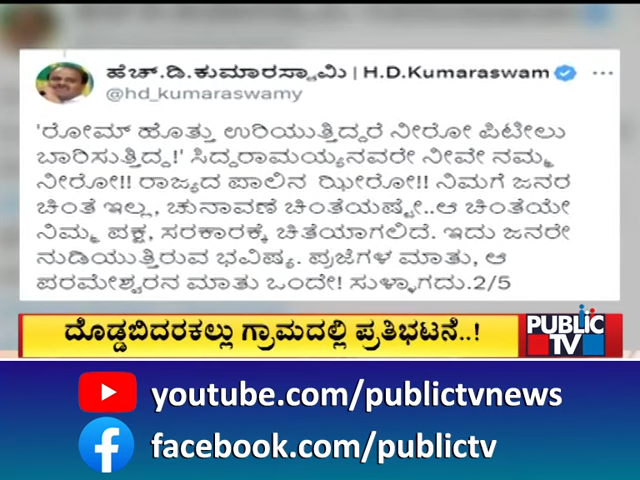 ಹೆಚ್.ಡಿ.ಕುಮಾರಸ್ವಾಮಿ | H.D.Kumaraswam ...
@hd_kumaraswamy
'ರೋಮ್ ಹೊತ್ತು ಉರಿಯುತ್ತಿದ್ದರೆ ನೀರೋ ಪಿಟೀಲು
ಬಾರಿಸುತ್ತಿದ್ದ!' ಸಿದ್ದರಾಮಯ್ಯನವರೇ ನೀವೇ ನಮ್ಮ
ನೀರೋ!! ರಾಜ್ಯದ ಪಾಲಿನ ಝೀರೋ!! ನಿಮಗೆ ಜನರ
ಚಿಂತೆ ಇಲ್ಲ, ಚುನಾವಣೆ ಚಿಂತೆಯಷ್ಟೇ..ಆ ಚಿಂತೆಯೇ
ನಿಮ್ಮ ಪಕ್ಷ, ಸರಕಾರಕ್ಕೆ ಚಿತೆಯಾಗಲಿದೆ. ಇದು ಜನರೇ
ನುಡಿಯುತ್ತಿರುವ ಭವಿಷ್ಯ. ಪ್ರಜೆಗಳ ಮಾತು, ಆ
ಪರಮೇಶ್ವರನ ಮಾತು ಒಂದೇ! ಸುಳ್ಳಾಗದು.2/5
ದೊಡ್ಡಬಿದರಕಲ್ಲು ಗ್ರಾಮದಲ್ಲಿ ಪ್ರತಿಭಟನೆ..!
PUBLIC
TV
youtube.com/publictvnews
facebook.com/publictv